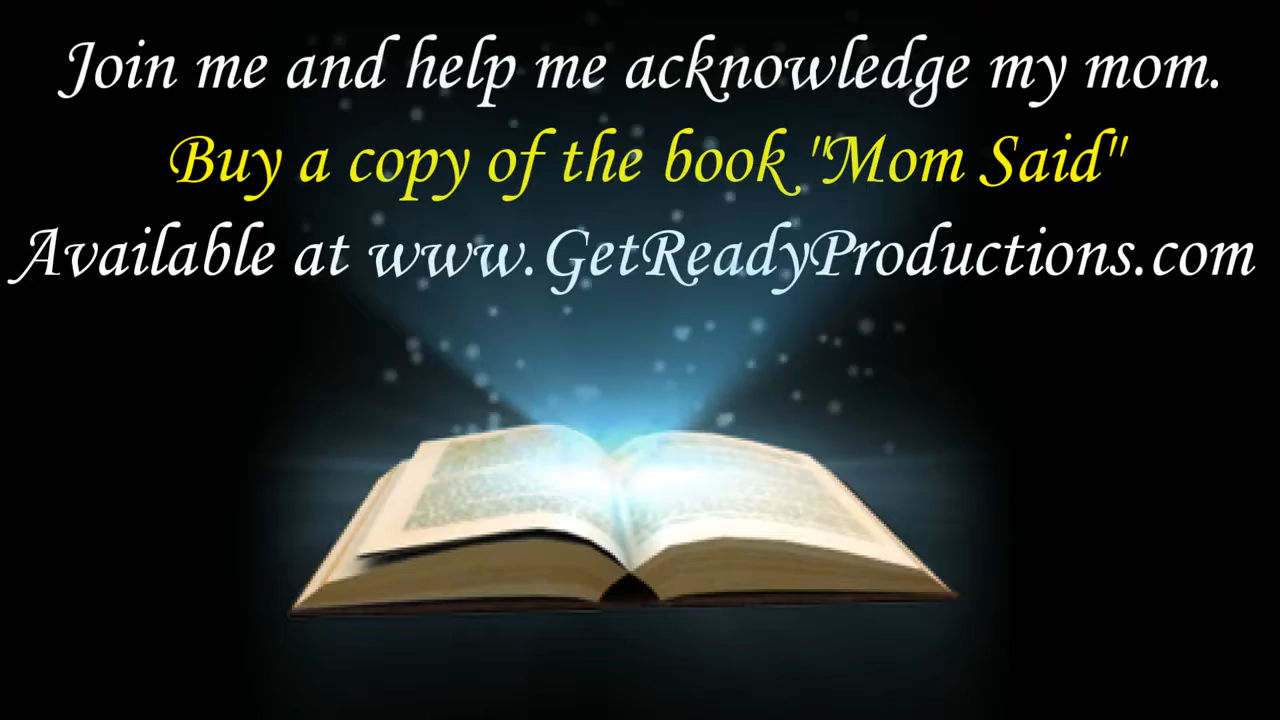 Join me and help me acknowledge my mom.
Buy a copy of the book "Mom Said"
Available at www.GetReadyProductions.com